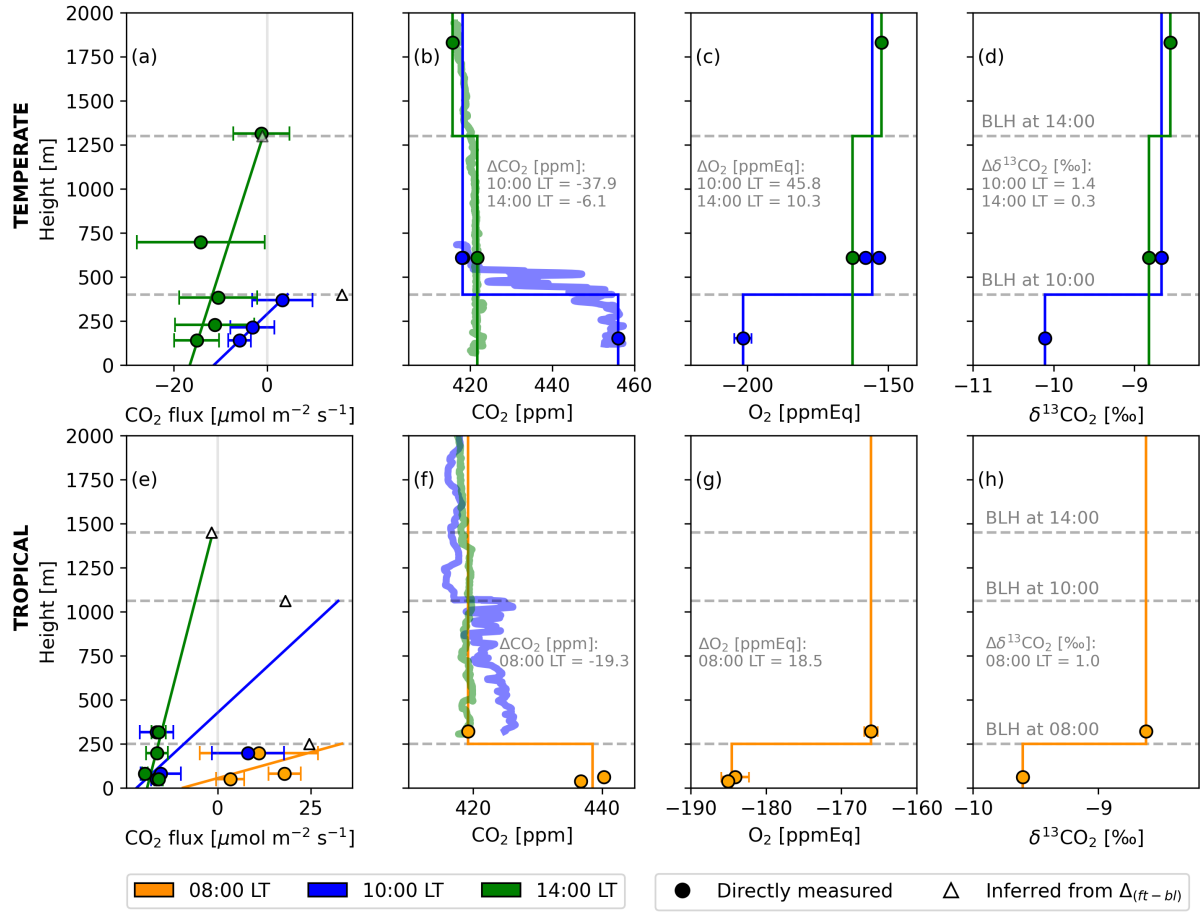 TEMPERATE
Height [m]
2000
1750
1500
1250
1000
750
500
250
0
(a)
−20 0
CO₂ flux [μmol m⁻² s⁻¹]
(b)
ΔCO₂ [ppm]:
10:00 LT = -37.9
14:00 LT = -6.1
420 440 460
CO₂ [ppm]
(c)
ΔO₂ [ppmEq]:
10:00 LT = 45.8
14:00 LT = 10.3
−200 −150
O₂ [ppmEq]
(d)
BLH at 14:00
Δδ¹³CO₂ [‰]:
10:00 LT = 1.4
14:00 LT = 0.3
BLH at 10:00
−11 −10 −9
δ¹³CO₂ [‰]
TROPICAL
Height [m]
2000
1750
1500
1250
1000
750
500
250
0
(e)
0 25
CO₂ flux [μmol m⁻² s⁻¹]
(f)
ΔCO₂ [ppm]:
08:00 LT = -19.3
420 440
CO₂ [ppm]
(g)
ΔO₂ [ppmEq]:
08:00 LT = 18.5
−190 −180 −170 −160
O₂ [ppmEq]
(h)
BLH at 14:00
BLH at 10:00
Δδ¹³CO₂ [‰]:
08:00 LT = 1.0
BLH at 08:00
−10 −9
δ¹³CO₂ [‰]
08:00 LT 10:00 LT 14:00 LT
Directly measured Inferred from Δ₍ft−bl₎